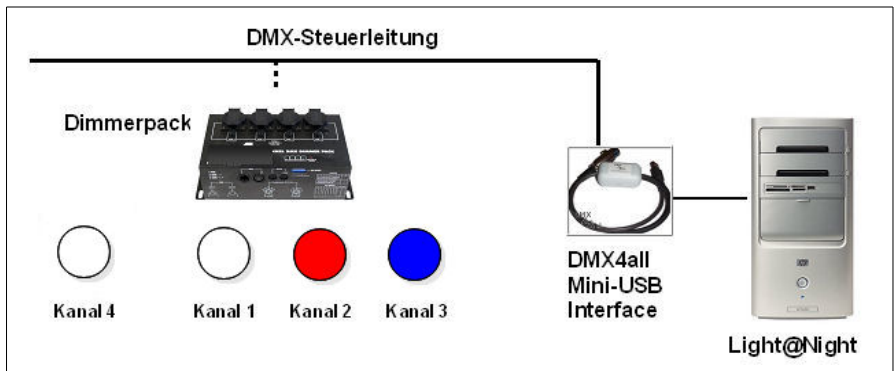 DMX-Steuerleitung
Dimmerpack
DMX4all
Mini-USB
Interface
Kanal 4
Kanal 1
Kanal 2
Kanal 3
Light@Night